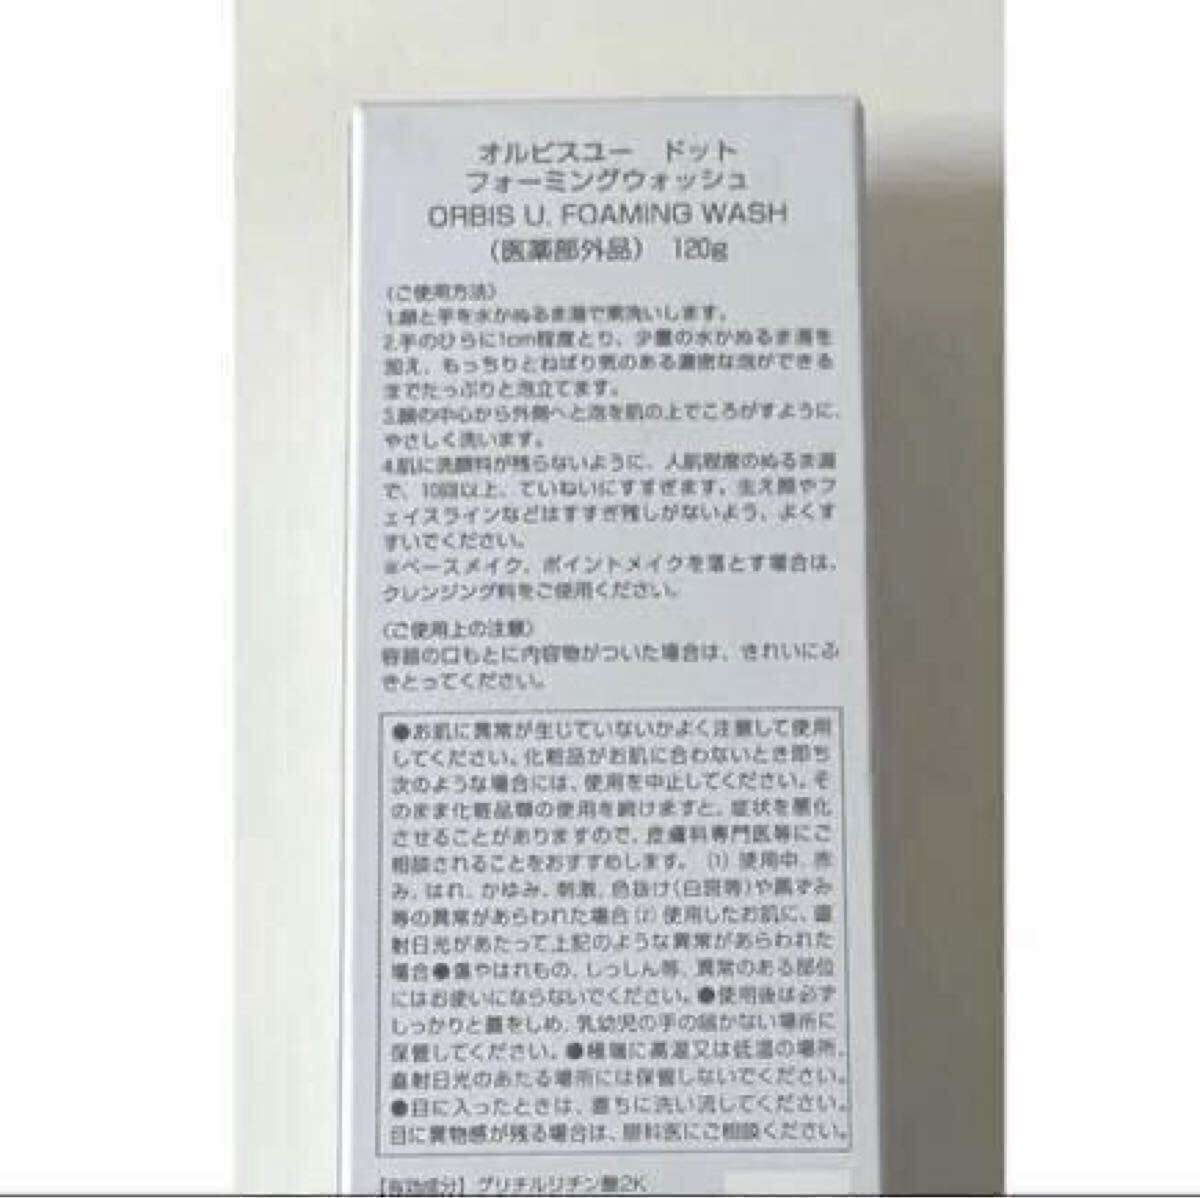 オルビスユー ドット
フォーミングウォッシュ
ORBIS U. FOAMING WASH
（医薬部外品） 120g
〈ご使用方法〉
1.顔と手を水かぬるま湯で素洗いします。
2.手のひらに1cm程度とり、少量の水かぬるま湯を
加え、もっちりとねばり気のある濃密な泡ができる
までたっぷりと泡立てます。
3.顔の中心から外側へと泡を肌の上でころがすように、
やさしく洗います。
4.肌に洗顔料が残らないように、人肌程度のぬるま湯
で、10回以上、ていねいにすすぎます。生え際やフ
ェイスラインなどはすすぎ残しがないよう、よくす
すいでください。
※ベースメイク、ポイントメイクを落とす場合は、
クレンジング料をご使用ください。
〈ご使用上の注意〉
容器の口もとに内容物がついた場合は、きれいにふ
きとってください。
●お肌に異常が生じていないかよく注意して使用
してください。化粧品がお肌に合わないとき即ち
次のような場合には、使用を中止してください。そ
のまま化粧品類の使用を続けますと、症状を悪化
させることがありますので、皮膚科専門医等にご
相談されることをおすすめします。（1）使用中、赤
み、はれ、かゆみ、刺激、色抜け（白斑等）や黒ずみ
等の異常があらわれた場合（2）使用したお肌に、直
射日光があたって上記のような異常があらわれた
場合●傷やはれもの、しっしん等、異常のある部位
にはお使いにならないでください。●使用後は必ず
しっかりと蓋をしめ、乳幼児の手の届かない場所に
保管してください。●極端に高温又は低温の場所、
直射日光のあたる場所には保管しないでください。
●目に入ったときは、直ちに洗い流してください。
目に異物感が残る場合は、眼科医にご相談ください。
【有効成分】グリチルリチン酸2K